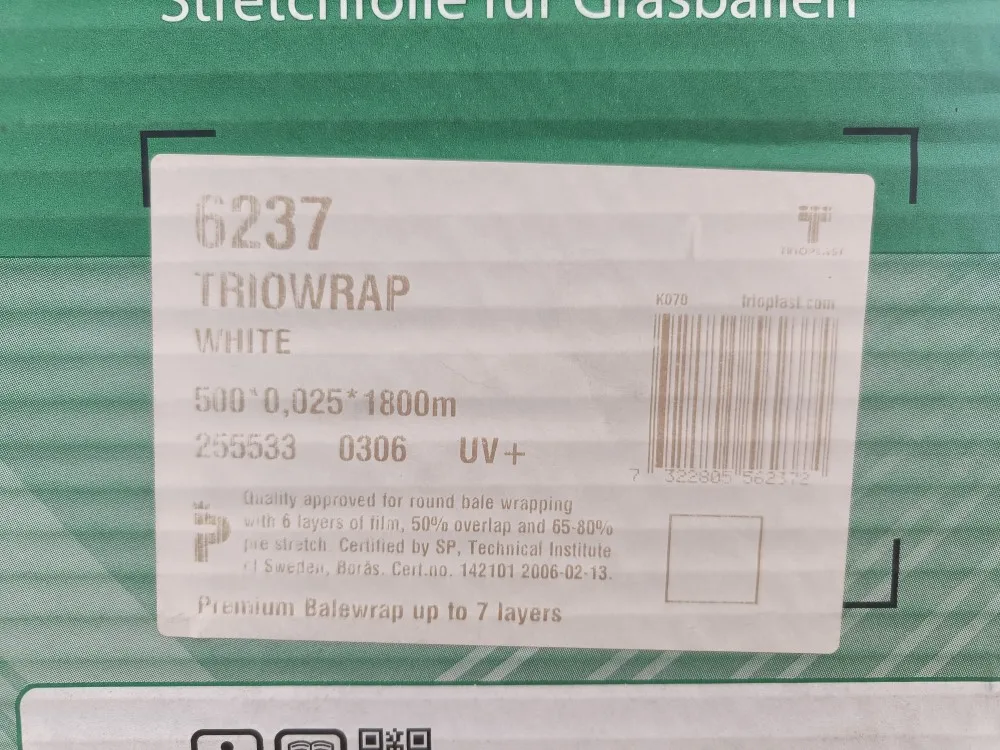 Stretchfolie für Grasballen
6237
TRIOPLAST
TRIOWRAP
K070 trioplast.com
WHITE
500*0,025*1800m
255533 0306 UV+
7 322805 562372
Quality approved for round bale wrapping
with 6 layers of film, 50% overlap and 65-80%
pre stretch. Certified by SP, Technical Institute
of Sweden, Borås. Cert.no. 142101 2006-02-13.
Premium Balewrap up to 7 layers